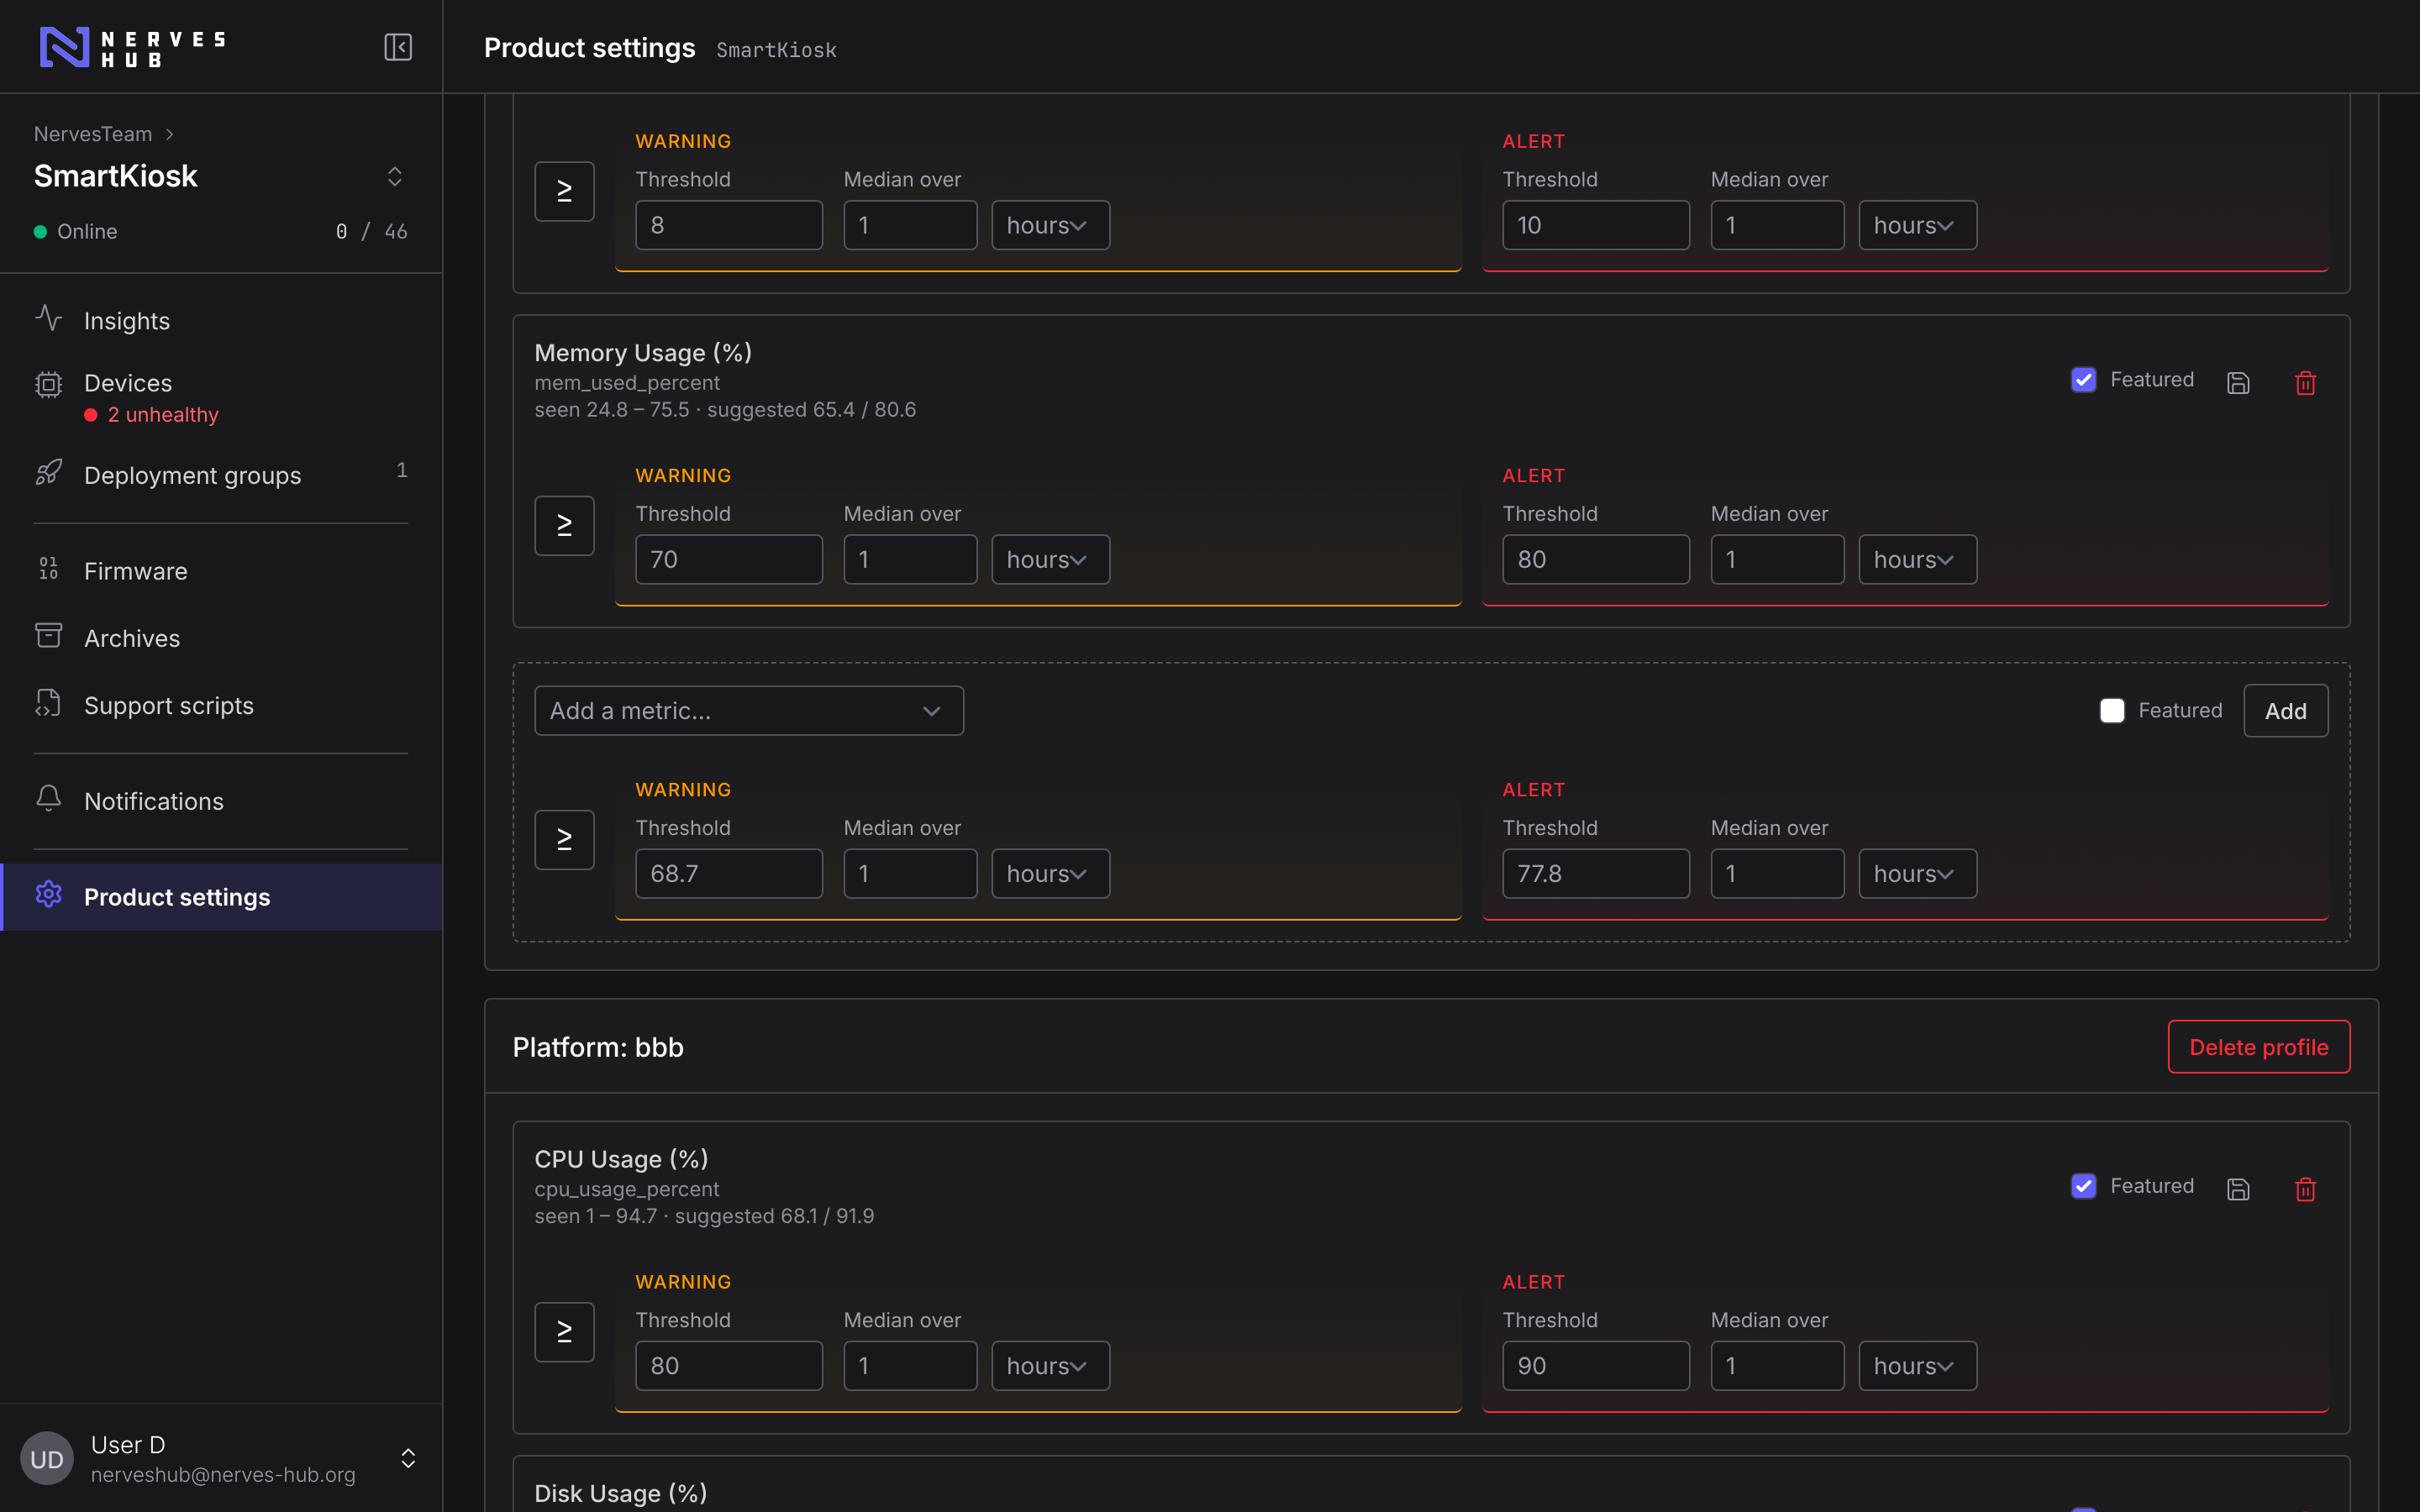 NERVES
HUB
Product settings SmartKiosk
NervesTeam
SmartKiosk
Online 0 / 46
Insights
Devices
2 unhealthy
Deployment groups 1
Firmware
Archives
Support scripts
Notifications
Product settings
UD
User D
nerveshub@nerves-hub.org
WARNING ALERT
Threshold Median over Threshold Median over
≥ 8 1 hours 10 1 hours
Memory Usage (%)
mem_used_percent
seen 24.8 – 75.5 · suggested 65.4 / 80.6
Featured
WARNING ALERT
Threshold Median over Threshold Median over
≥ 70 1 hours 80 1 hours
Add a metric... Featured Add
WARNING ALERT
Threshold Median over Threshold Median over
≥ 68.7 1 hours 77.8 1 hours
Platform: bbb Delete profile
CPU Usage (%)
cpu_usage_percent
seen 1 – 94.7 · suggested 68.1 / 91.9
Featured
WARNING ALERT
Threshold Median over Threshold Median over
≥ 80 1 hours 90 1 hours
Disk Usage (%)